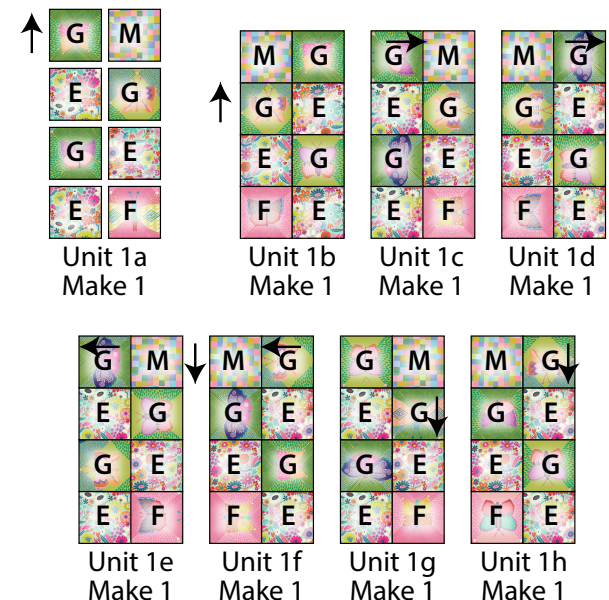 G M
E G
G E
E F
Unit 1a
Make 1
M G
G E
E G
F E
Unit 1b
Make 1
G M
E G
G E
E F
Unit 1c
Make 1
M G
G E
E G
F E
Unit 1d
Make 1
G M
E G
G E
E F
Unit 1e
Make 1
M G
G E
E G
F E
Unit 1f
Make 1
G M
E G
G E
E F
Unit 1g
Make 1
M G
G E
E G
F E
Unit 1h
Make 1